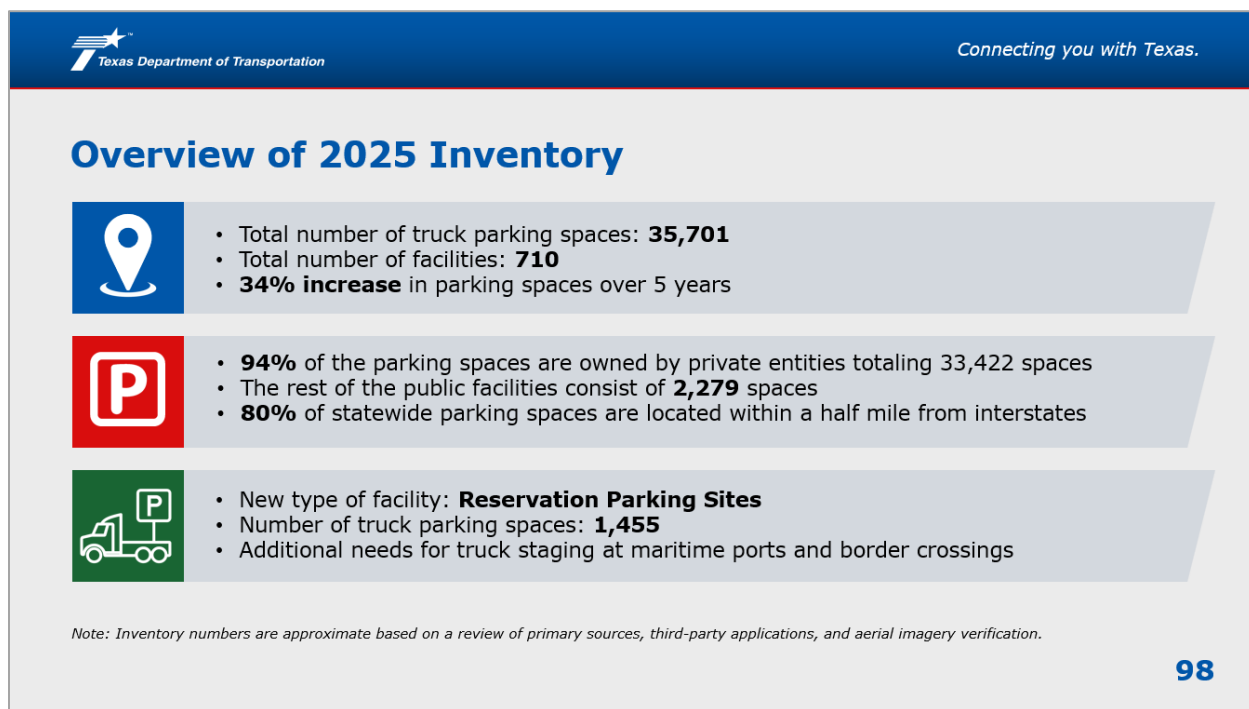 Texas Department of Transportation
Connecting you with Texas.
Overview of 2025 Inventory
• Total number of truck parking spaces: 35,701
• Total number of facilities: 710
• 34% increase in parking spaces over 5 years
P
• 94% of the parking spaces are owned by private entities totaling 33,422 spaces
• The rest of the public facilities consist of 2,279 spaces
• 80% of statewide parking spaces are located within a half mile from interstates
P
• New type of facility: Reservation Parking Sites
• Number of truck parking spaces: 1,455
• Additional needs for truck staging at maritime ports and border crossings
Note: Inventory numbers are approximate based on a review of primary sources, third-party applications, and aerial imagery verification.
98